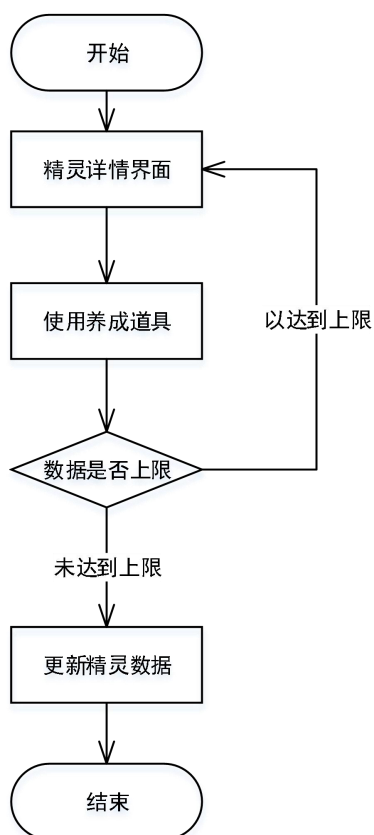 开始
精灵详情界面
使用养成道具
以达到上限
数据是否上限
未达到上限
更新精灵数据
结束